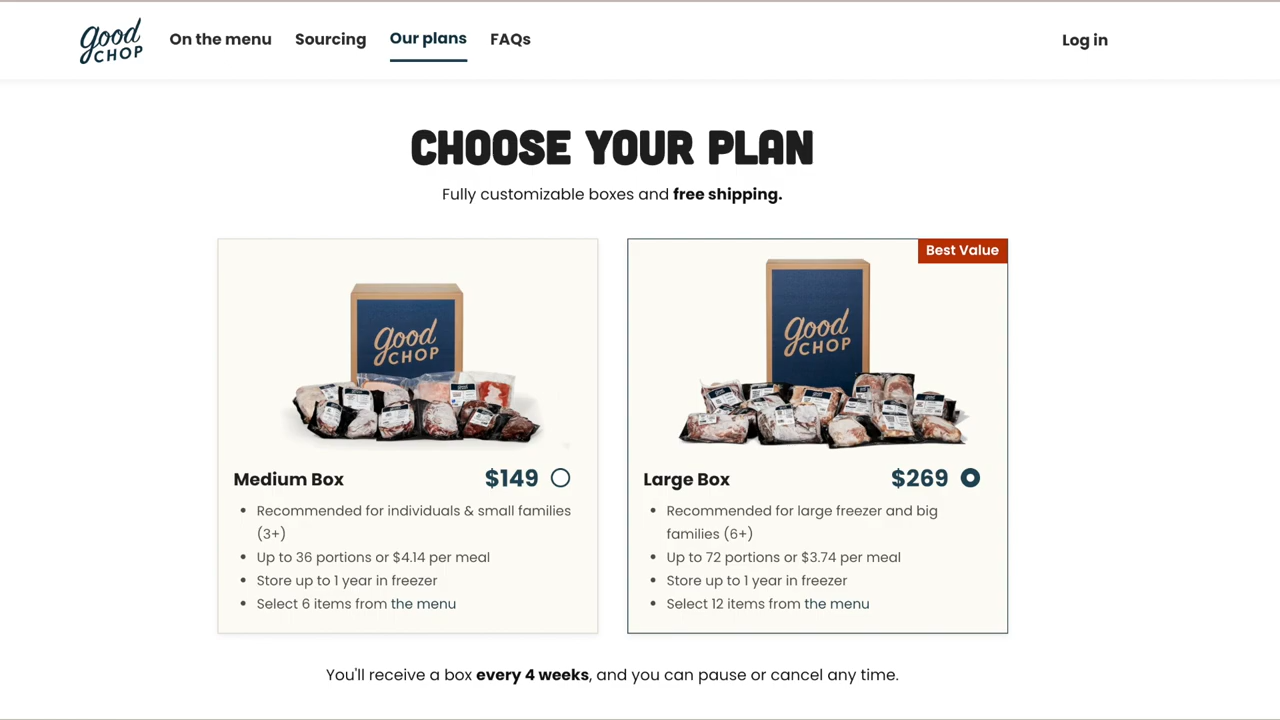 good
CHOP
On the menu
Sourcing
Our plans
FAQs
Log in
CHOOSE YOUR PLAN
Fully customizable boxes and free shipping.
good
CHOP
Medium Box
$149
• Recommended for individuals & small families
(3+)
• Up to 36 portions or $4.14 per meal
• Store up to 1 year in freezer
• Select 6 items from the menu
Best Value
good
CHOP
Large Box
$269
• Recommended for large freezer and big
families (6+)
• Up to 72 portions or $3.74 per meal
• Store up to 1 year in freezer
• Select 12 items from the menu
You'll receive a box every 4 weeks, and you can pause or cancel any time.